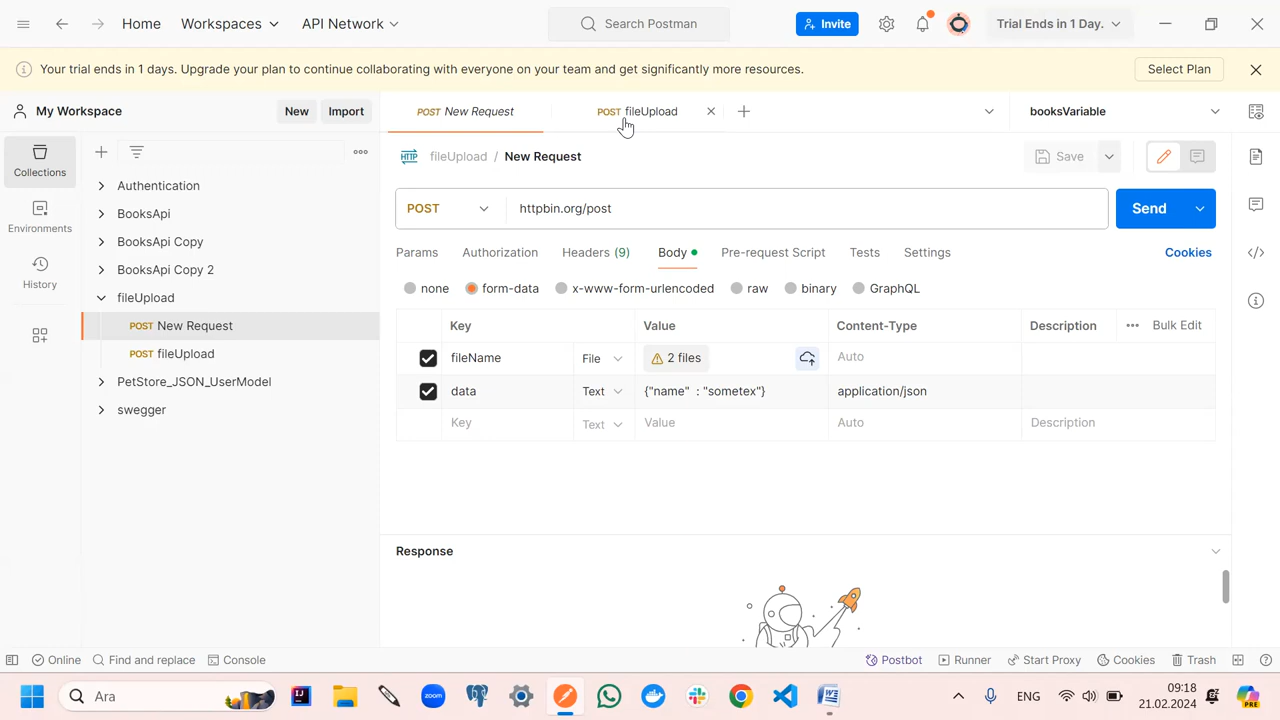 Home Workspaces API Network Search Postman Invite Trial Ends in 1 Day.
Your trial ends in 1 days. Upgrade your plan to continue collaborating with everyone on your team and get significantly more resources. Select Plan
My Workspace New Import POST New Request POST fileUpload booksVariable
Collections
Environments
History
Authentication
BooksApi
BooksApi Copy
BooksApi Copy 2
fileUpload
POST New Request
POST fileUpload
PetStore_JSON_UserModel
swegger
HTTP fileUpload / New Request Save
POST httpbin.org/post Send
Params Authorization Headers (9) Body Pre-request Script Tests Settings Cookies
none form-data x-www-form-urlencoded raw binary GraphQL
Key Value Content-Type Description Bulk Edit
fileName File 2 files Auto
data Text {"name" : "sometex"} application/json
Key Text Value Auto Description
Response
Online Find and replace Console Postbot Runner Start Proxy Cookies Trash
Ara zoom ENG 09:18
21.02.2024
PRE